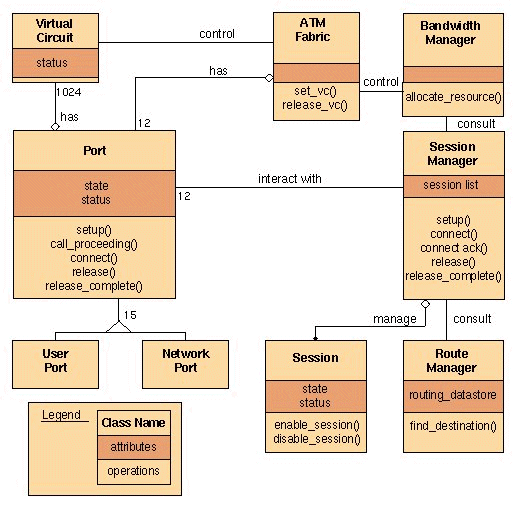 Virtual
Circuit
status
control
ATM
Fabric
set_vc()
release_vc()
Bandwidth
Manager
allocate_resource()
has
control
1024
has
12
consult
Port
state
status
setup()
call_proceeding()
connect()
release()
release_complete()
interact with
12
Session
Manager
session list
setup()
connect()
connect ack()
release()
release_complete()
15
manage
consult
User
Port
Network
Port
Session
state
status
enable_session()
disable_session()
Route
Manager
routing_datastore
find_destination()
Legend
Class Name
attributes
operations